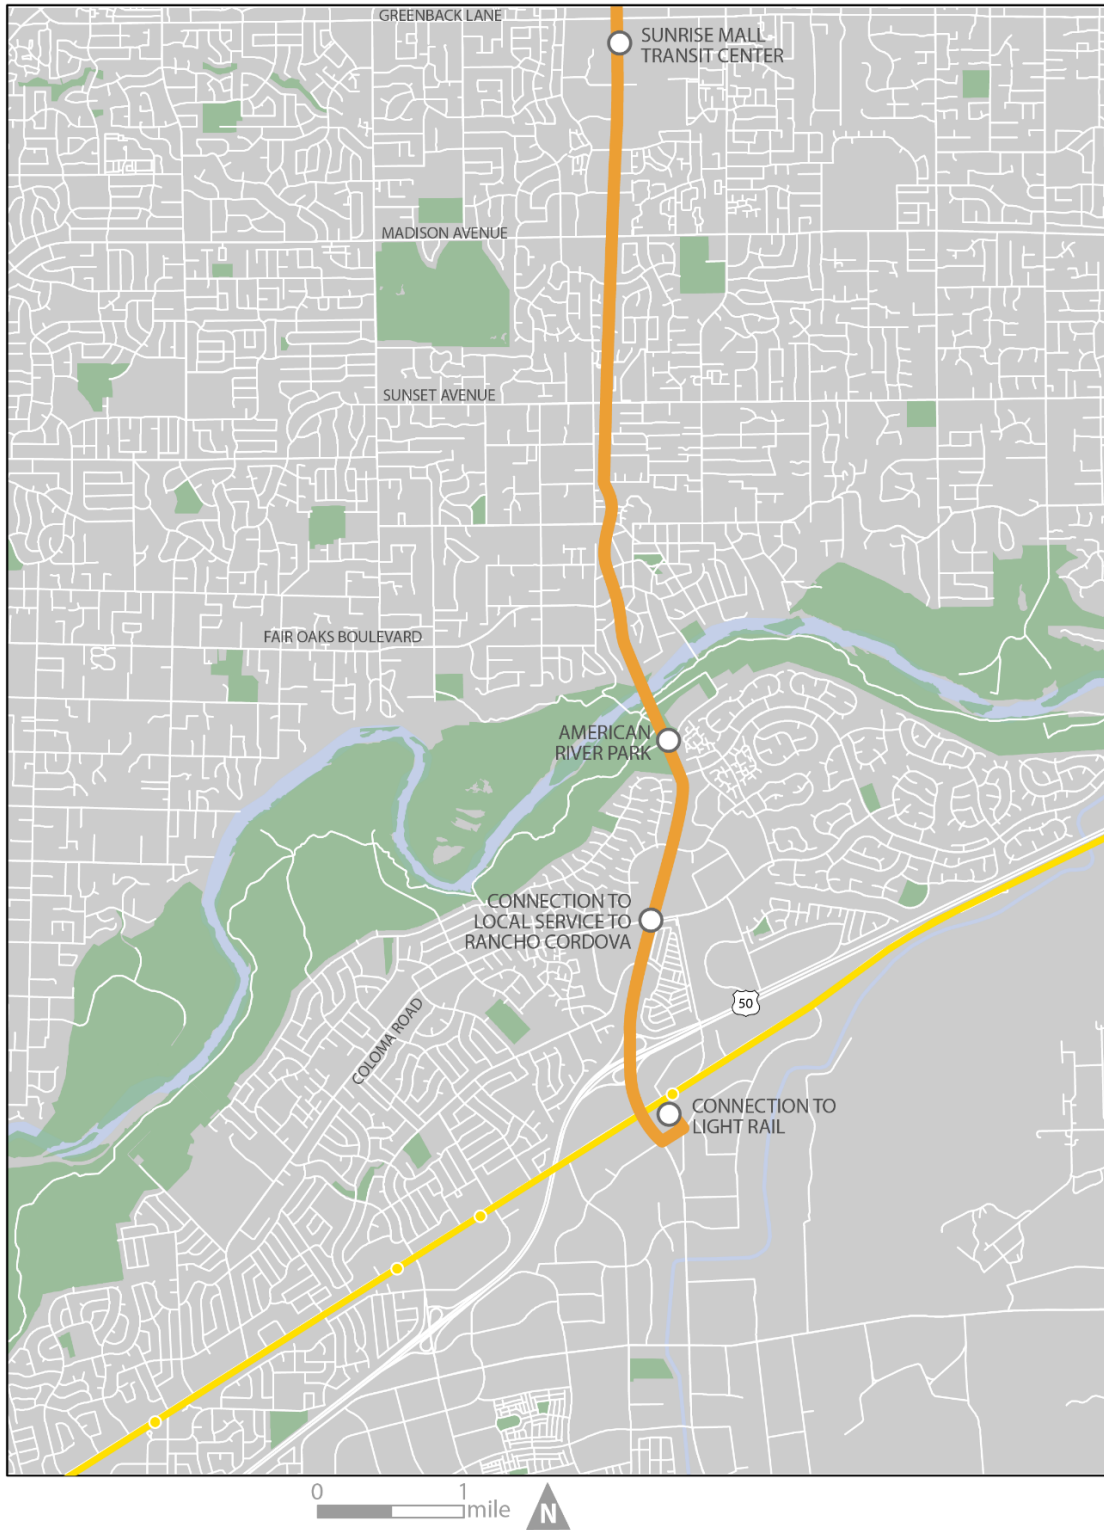 GREENBACK LANE
SUNRISE MALL
TRANSIT CENTER
MADISON AVENUE
SUNSET AVENUE
FAIR OAKS BOULEVARD
AMERICAN
RIVER PARK
CONNECTION TO
LOCAL SERVICE TO
RANCHO CORDOVA
50
COLOMA ROAD
CONNECTION TO
LIGHT RAIL
0 1
mile
N